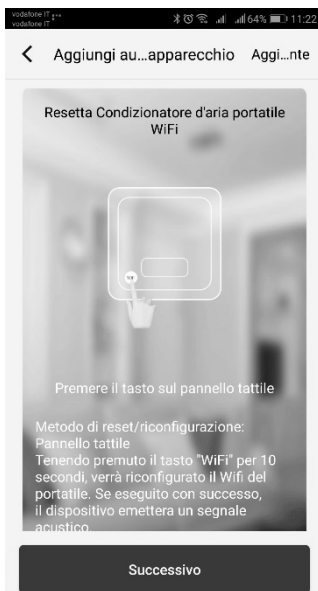 vodafone IT
vodafone IT 64% 11:22
Aggiungi au...apparecchio Aggi...nte
Resetta Condizionatore d'aria portatile
WiFi
Premere il tasto sul pannello tattile
Metodo di reset/riconfigurazione:
Pannello tattile
Tenendo premuto il tasto "WiFi" per 10
secondi, verrà riconfigurato il Wifi del
portatile. Se eseguito con successo,
il dispositivo emettera un segnale
acustico.
Successivo